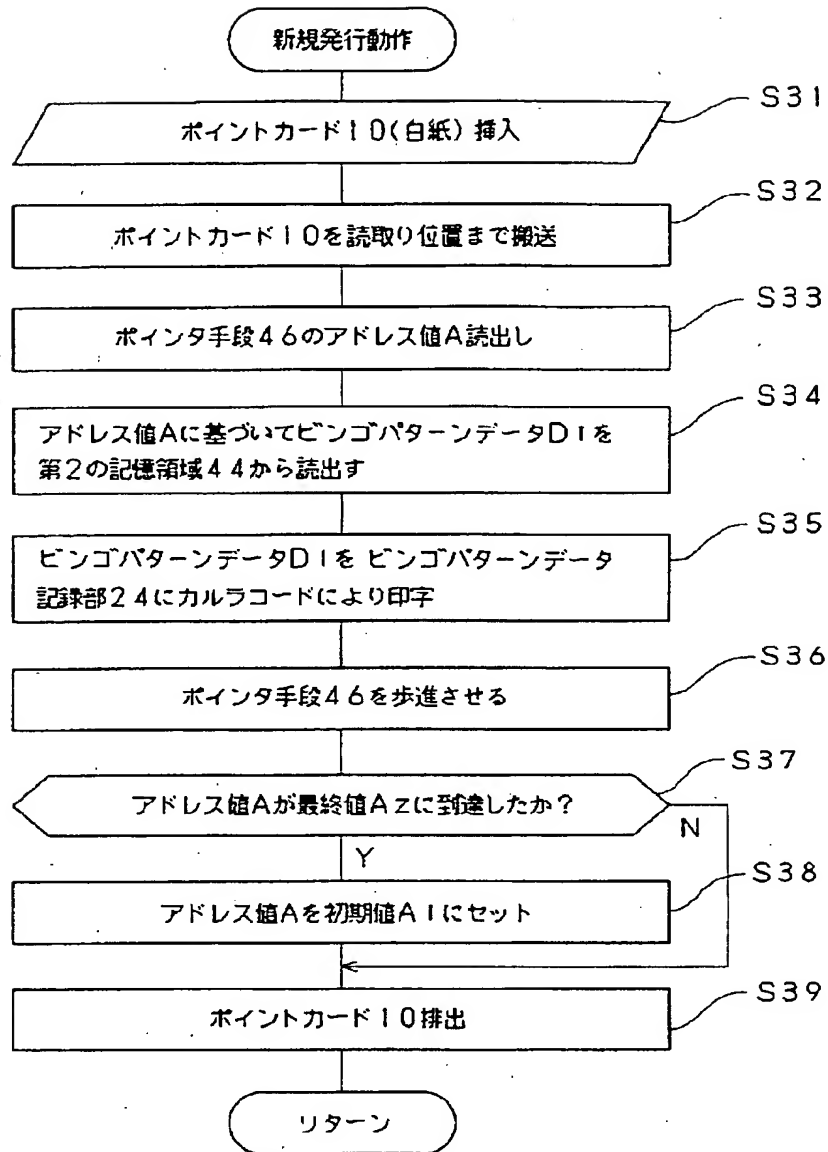 新規発行動作
S31
ポイントカード10(白紙)挿入
S32
ポイントカード10を読取り位置まで搬送
S33
ポインタ手段46のアドレス値A読出し
S34
アドレス値Aに基づいてビンゴパターンデータD1を
第2の記憶領域44から読出す
S35
ビンゴパターンデータD1を ビンゴパターンデータ
記録部24にカルラコードにより印字
S36
ポインタ手段46を歩進させる
S37
アドレス値Aが最終値Azに到達したか?
N
Y
S38
アドレス値Aを初期値A1にセット
S39
ポイントカード10排出
リターン